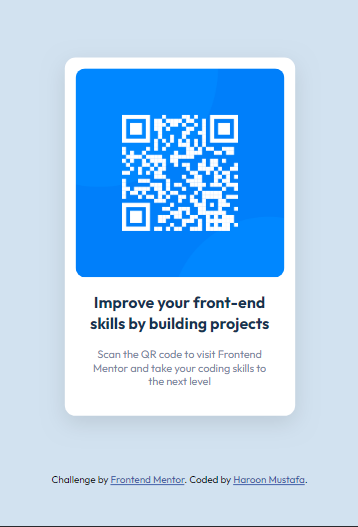 Improve your front-end
skills by building projects
Scan the QR code to visit Frontend
Mentor and take your coding skills to
the next level
Challenge by Frontend Mentor. Coded by Haroon Mustafa.